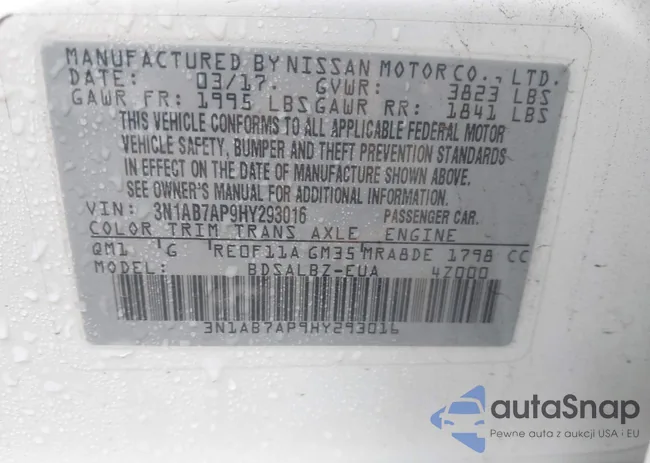 MANUFACTURED BY NISSAN MOTOR CO., LTD.
DATE: 03/17. GVWR: 3823 LBS
GAWR FR: 1995 LBS GAWR RR: 1841 LBS
THIS VEHICLE CONFORMS TO ALL APPLICABLE FEDERAL MOTOR
VEHICLE SAFETY, BUMPER AND THEFT PREVENTION STANDARDS
IN EFFECT ON THE DATE OF MANUFACTURE SHOWN ABOVE.
SEE OWNER'S MANUAL FOR ADDITIONAL INFORMATION.
VIN: 3N1AB7AP9HY293016 PASSENGER CAR.
COLOR TRIM TRANS AXLE ENGINE
QM1 G RE0F11A GM35 MRA8DE 1798 CC
MODEL: BDSALBZ-EUA 4Z000
3N1AB7AP9HY293016
autaSnap
Pewne auta z aukcji USA i EU